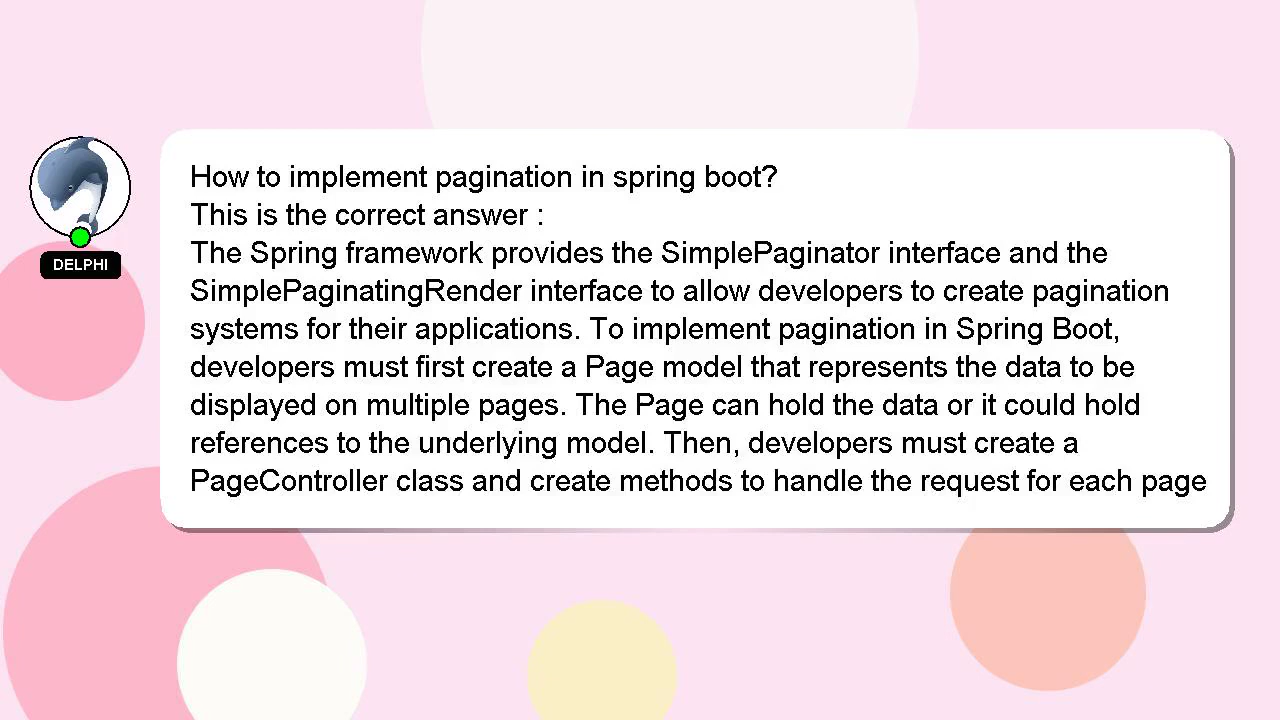 How to implement pagination in spring boot?
This is the correct answer :
The Spring framework provides the SimplePaginator interface and the
SimplePaginatingRender interface to allow developers to create pagination
systems for their applications. To implement pagination in Spring Boot,
developers must first create a Page model that represents the data to be
displayed on multiple pages. The Page can hold the data or it could hold
references to the underlying model. Then, developers must create a
PageController class and create methods to handle the request for each page
DELPHI